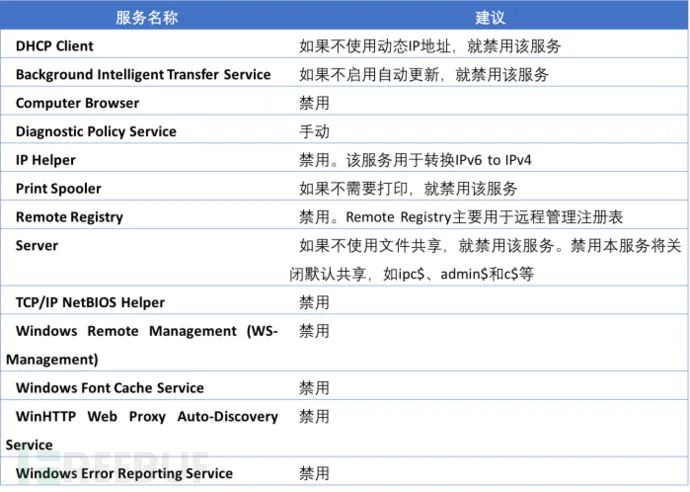 服务名称 建议
DHCP Client 如果不使用动态IP地址，就禁用该服务
Background Intelligent Transfer Service 如果不启用自动更新，就禁用该服务
Computer Browser 禁用
Diagnostic Policy Service 手动
IP Helper 禁用。该服务用于转换IPv6 to IPv4
Print Spooler 如果不需要打印，就禁用该服务
Remote Registry 禁用。Remote Registry主要用于远程管理注册表
Server 如果不使用文件共享，就禁用该服务。禁用本服务将关
闭默认共享，如ipc$、admin$和c$等
TCP/IP NetBIOS Helper 禁用
Windows Remote Management (WS- 禁用
Management)
Windows Font Cache Service 禁用
WinHTTP Web Proxy Auto-Discovery 禁用
Service
REEBUF
Windows Error Reporting Service 禁用